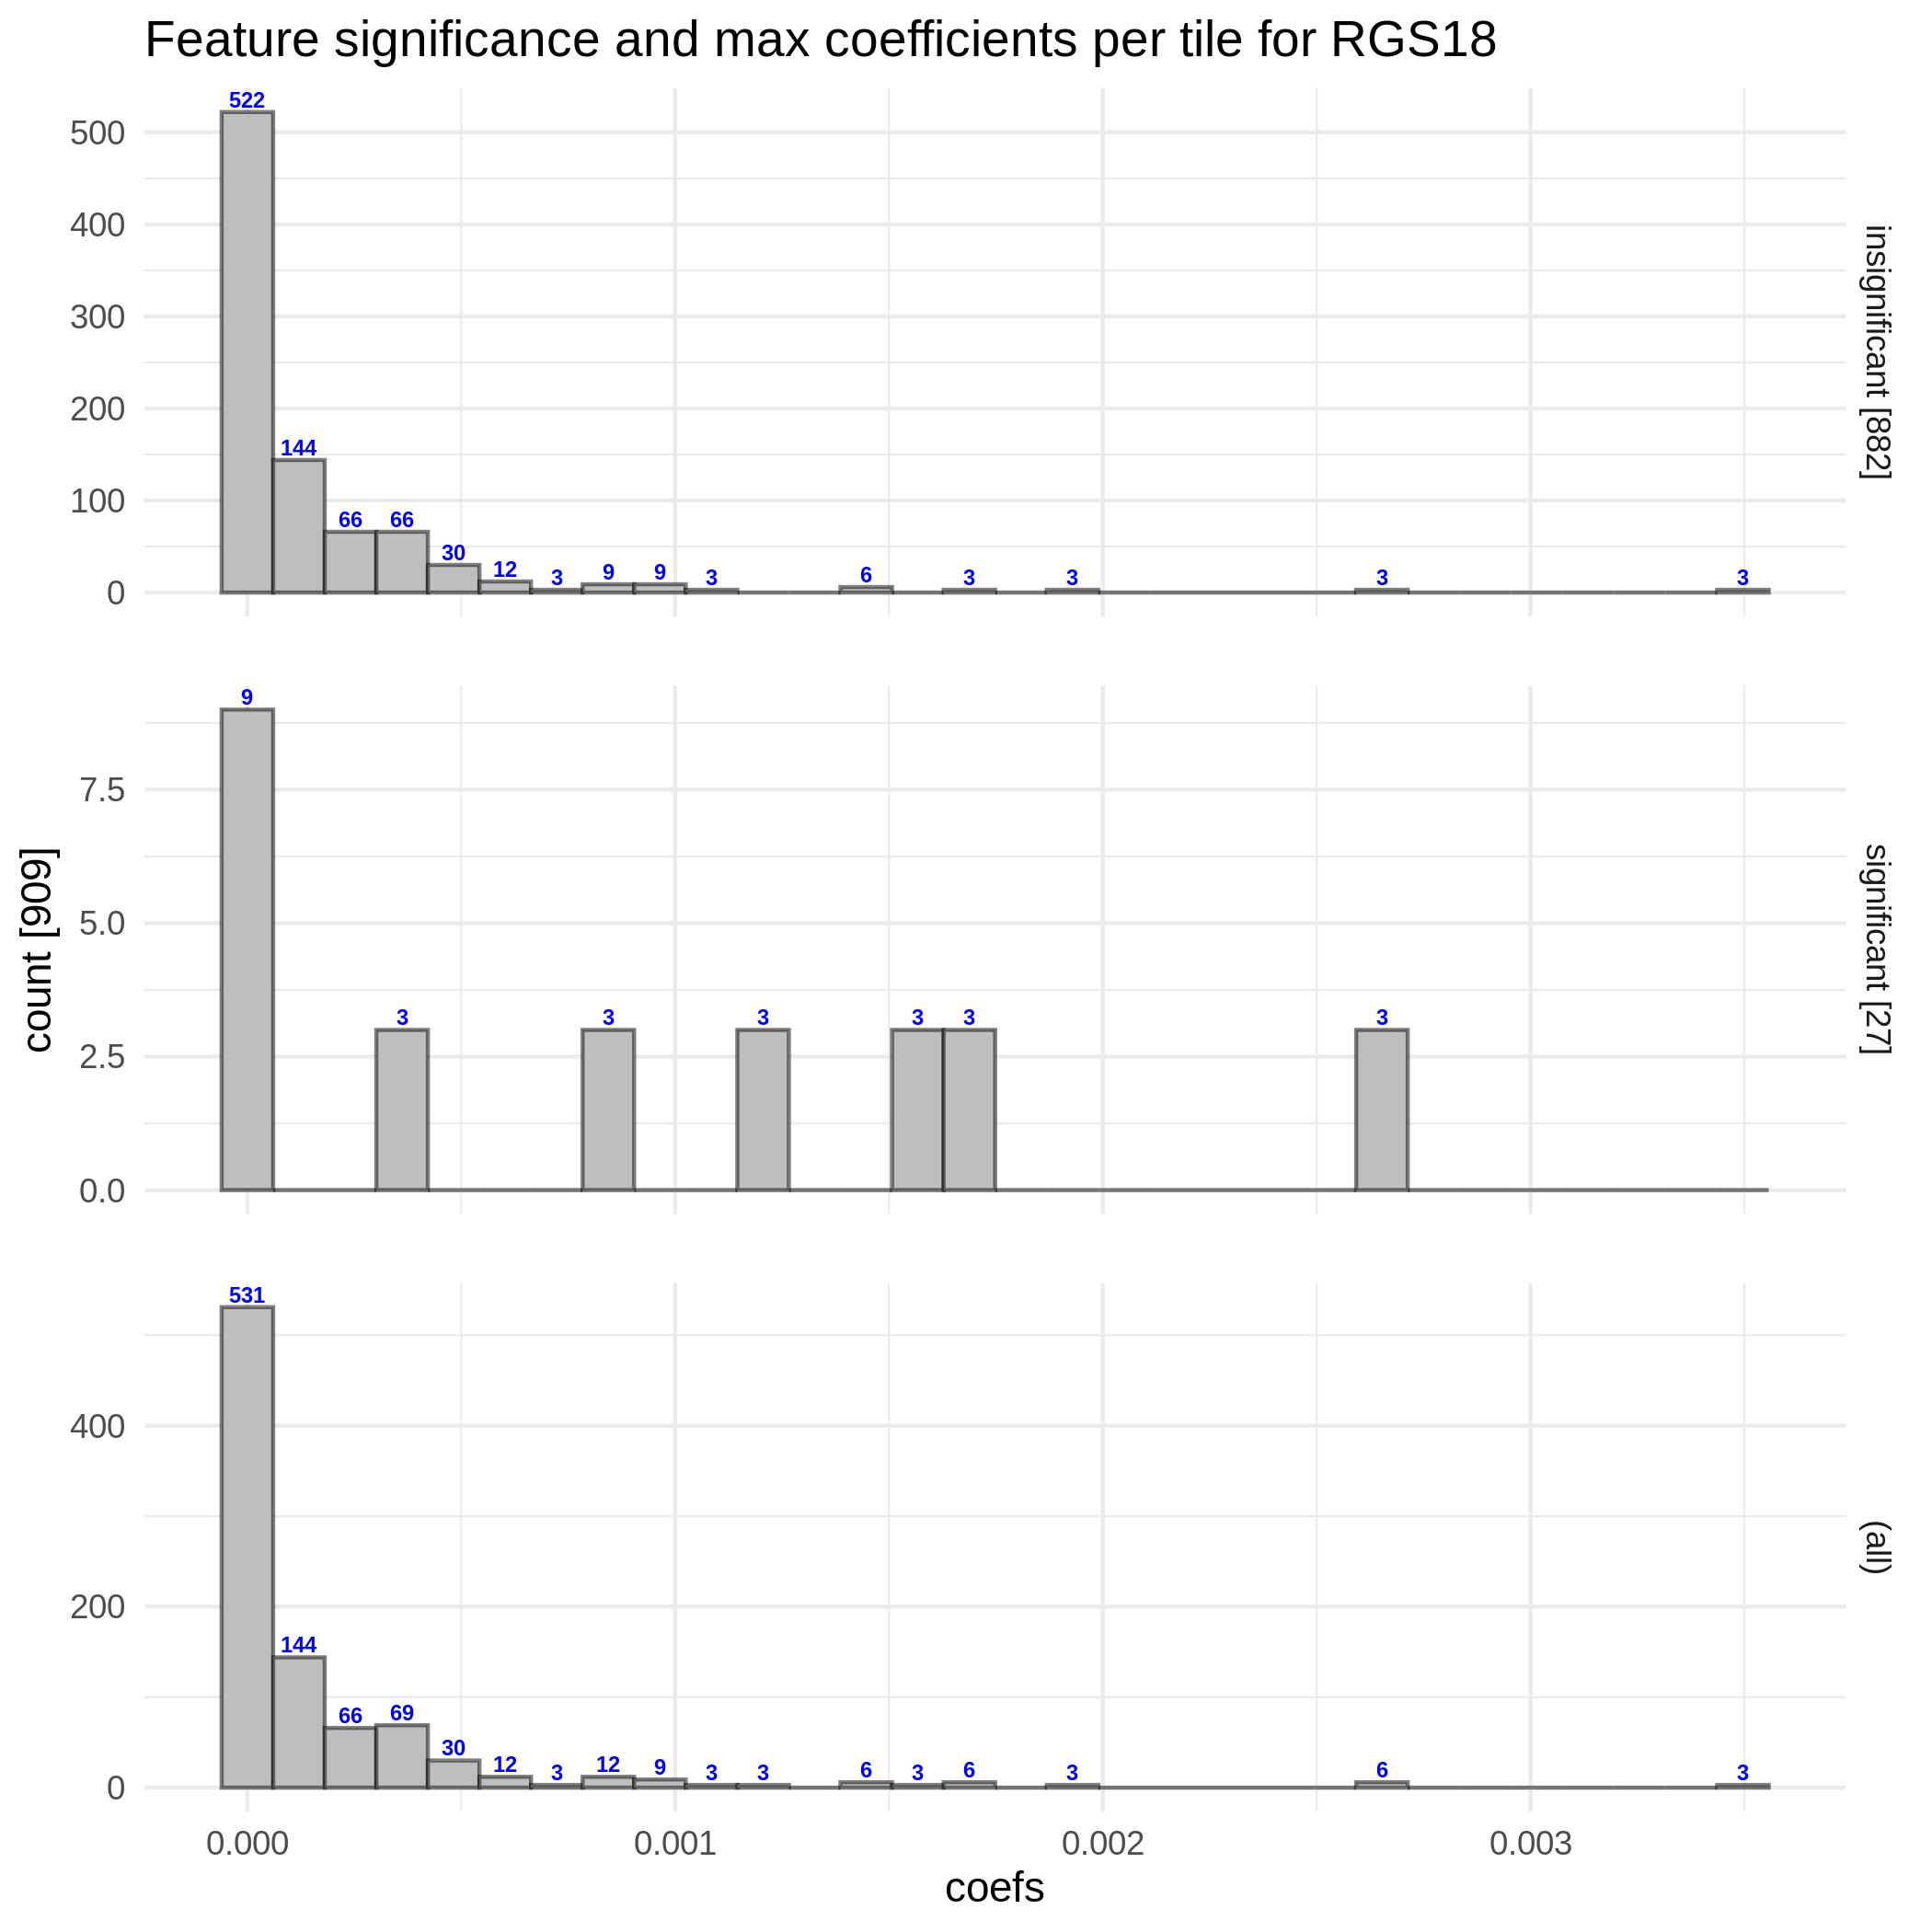 Feature significance and max coefficients per tile for RGS18
522
500
400
300
200
144
100
66 66
30
12 3 9 9 3 6 3 3 3 3
0
insignificant [882]
9
7.5
5.0
3 3 3 3 3 3
2.5
0.0
significant [27]
count [909]
531
400
200
144
66 69
30
12 3 12 9 3 3 6 3 6 3 6 3
0
(all)
0.000 0.001 0.002 0.003
coefs